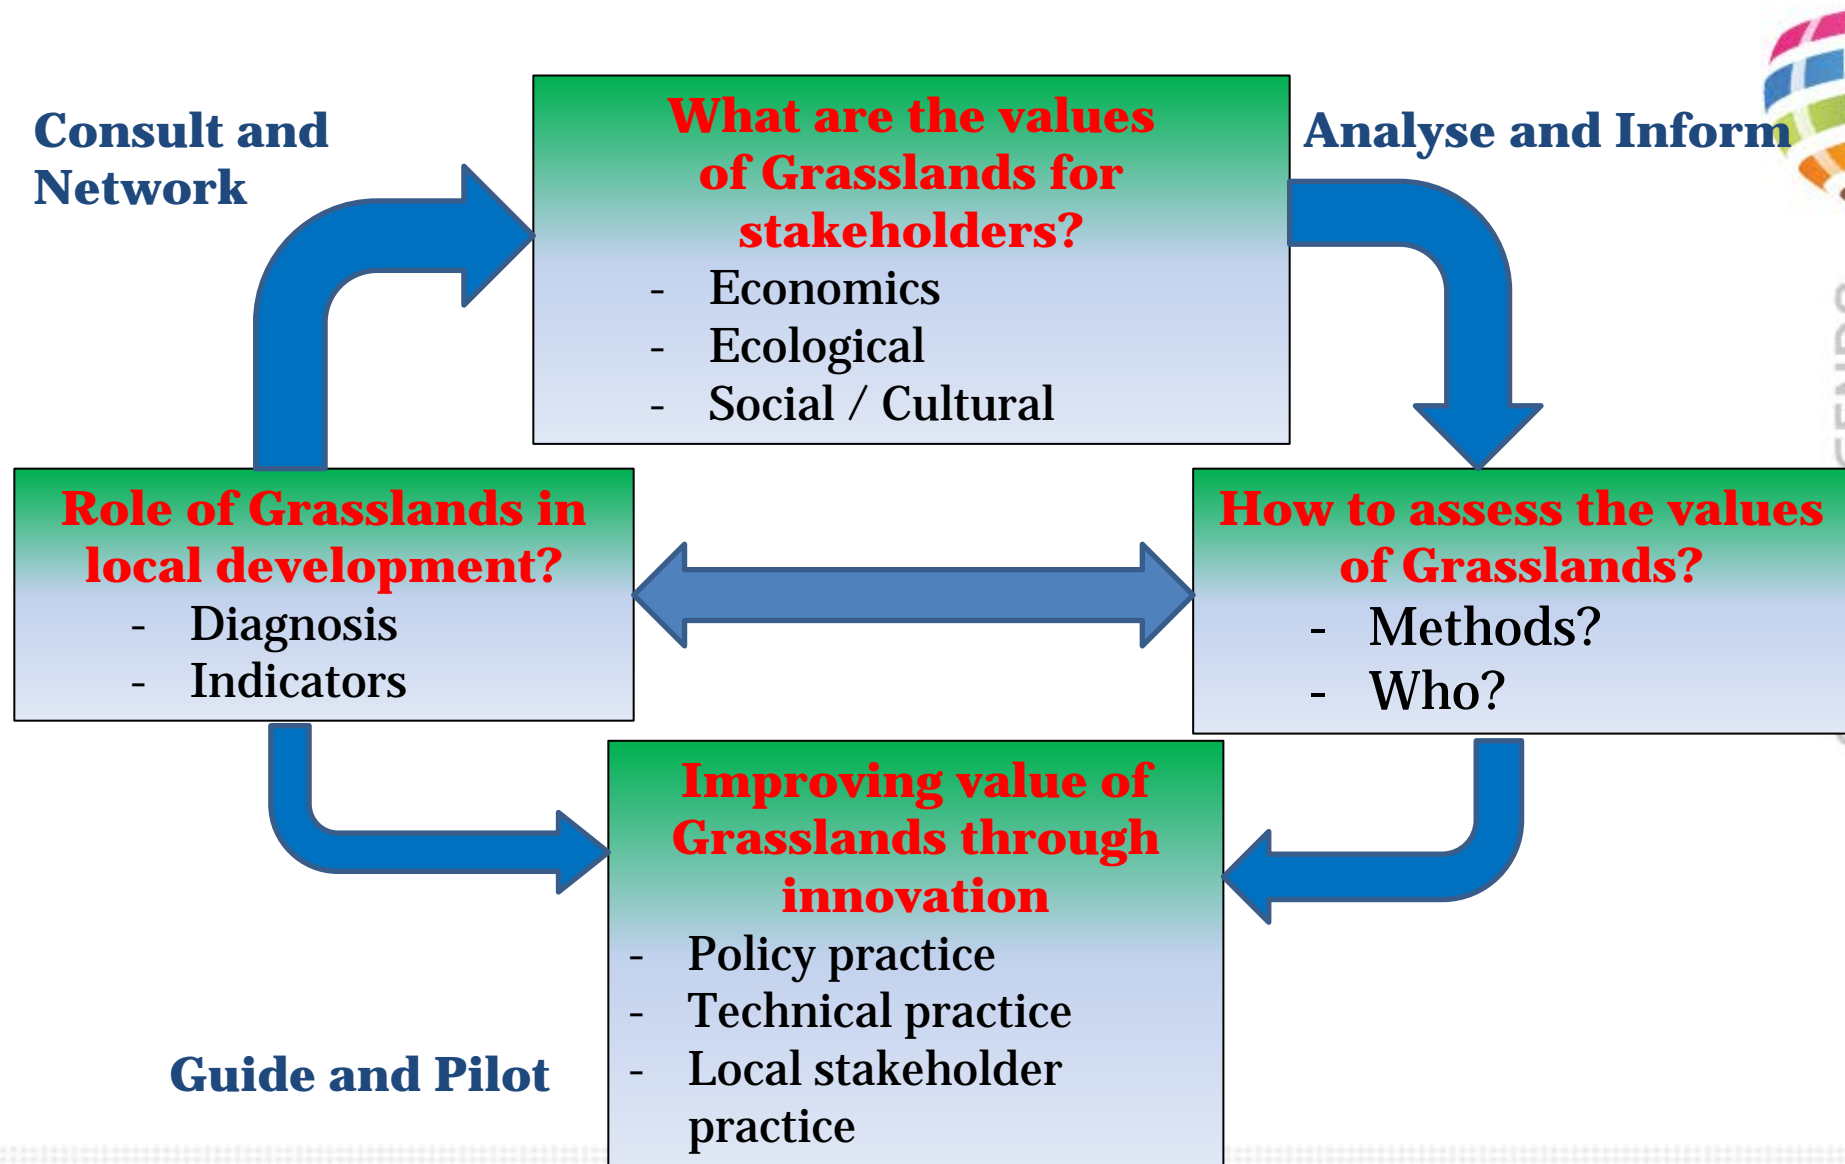 Consult and
Network
What are the values
of Grasslands for
stakeholders?
- Economics
- Ecological
- Social / Cultural
Analyse and Inform
Role of Grasslands in
local development?
- Diagnosis
- Indicators
How to assess the values
of Grasslands?
- Methods?
- Who?
Improving value of
Grasslands through
innovation
- Policy practice
- Technical practice
- Local stakeholder
practice
Guide and Pilot